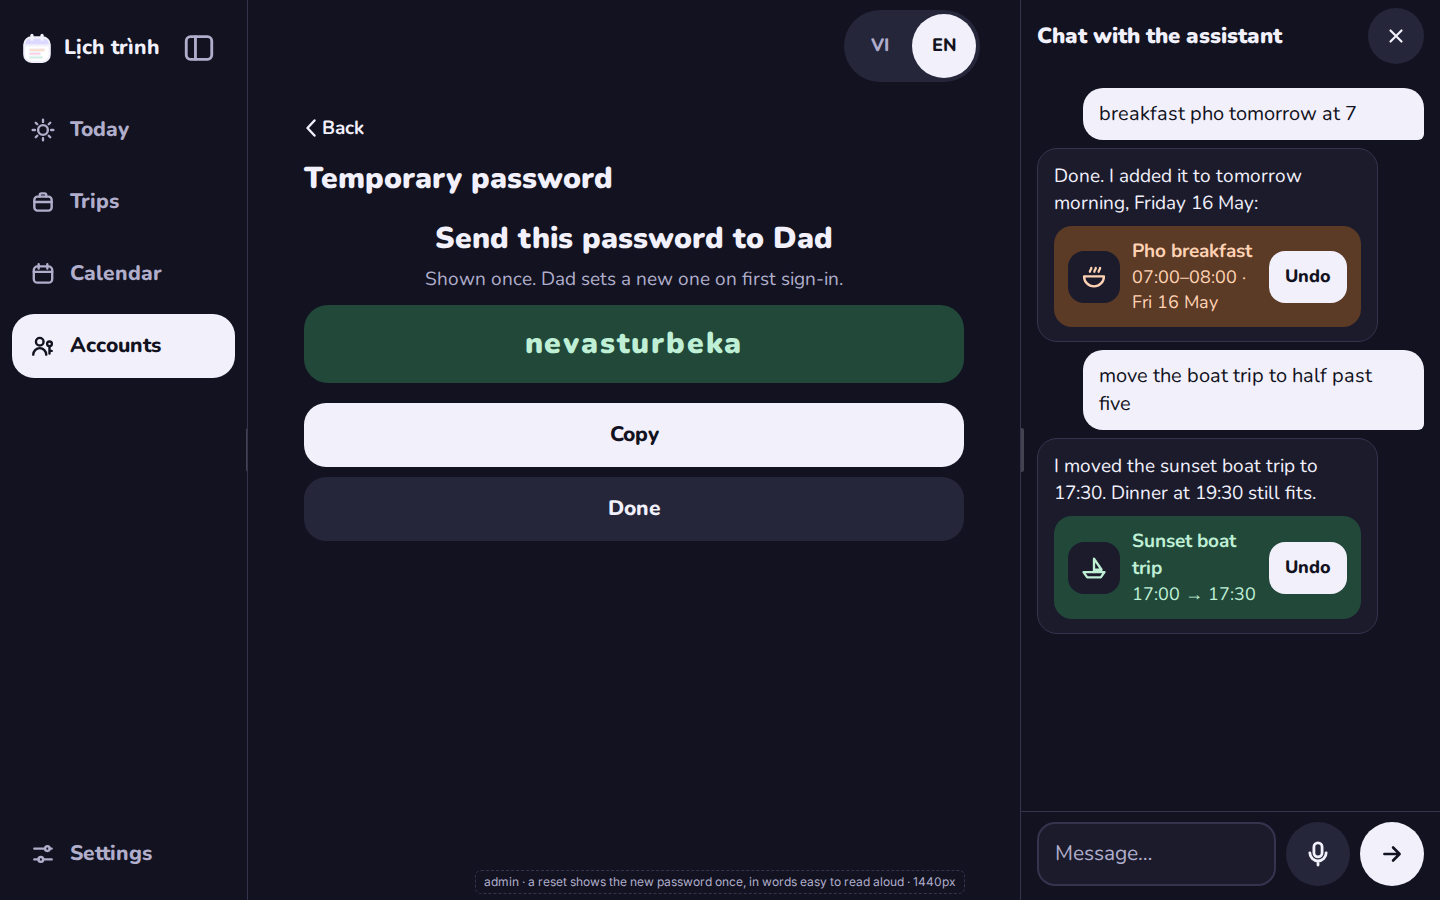 Lịch trình
Today
Trips
Calendar
Accounts
Settings
VI
EN
Back
Temporary password
Send this password to Dad
Shown once. Dad sets a new one on first sign-in.
nevasturbeka
Copy
Done
admin · a reset shows the new password once, in words easy to read aloud · 1440px
Chat with the assistant
breakfast pho tomorrow at 7
Done. I added it to tomorrow
morning, Friday 16 May:
Pho breakfast
07:00–08:00 ·
Fri 16 May
Undo
move the boat trip to half past
five
I moved the sunset boat trip to
17:30. Dinner at 19:30 still fits.
Sunset boat
trip
17:00 → 17:30
Undo
Message...